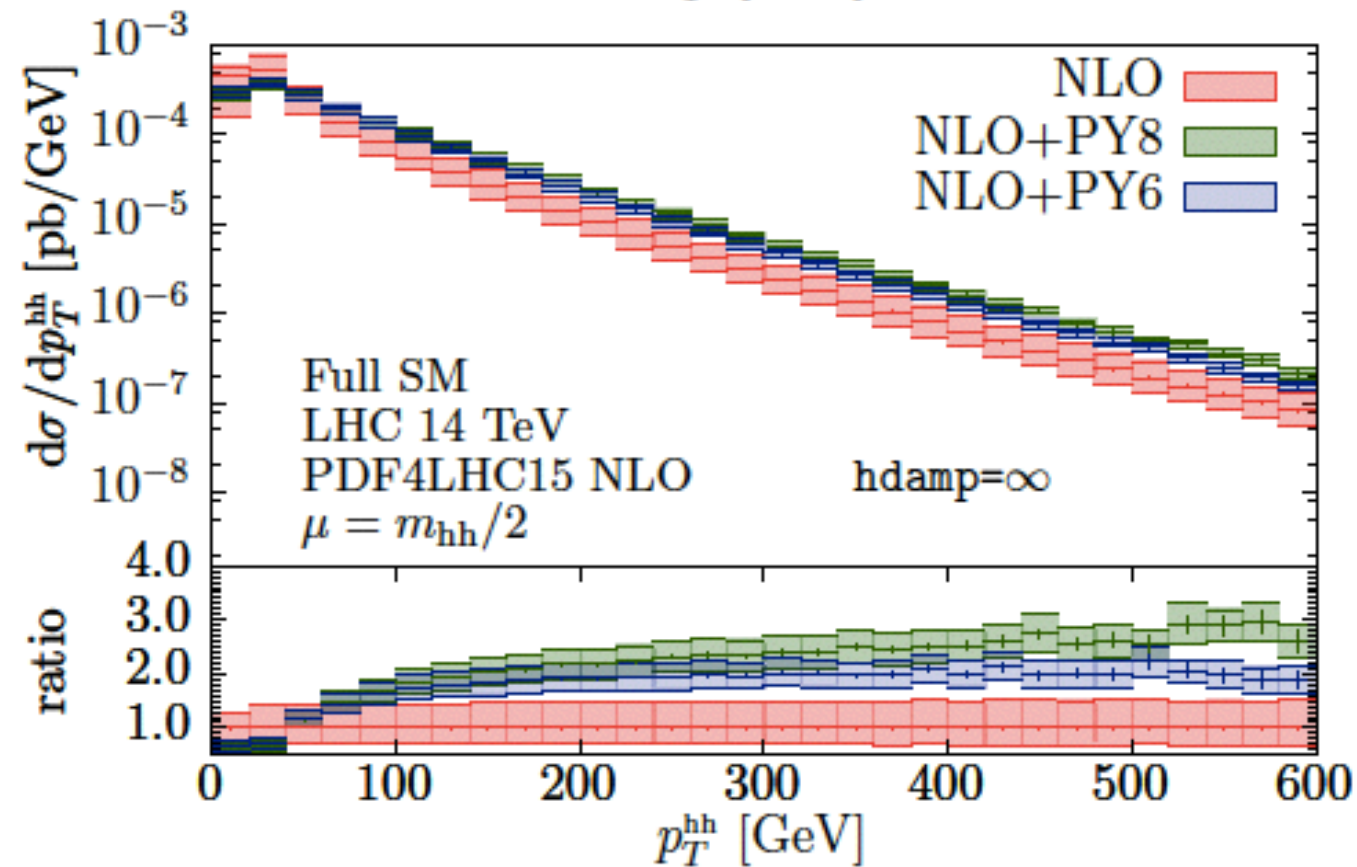 10⁻³
10⁻⁴
10⁻⁵
10⁻⁶
10⁻⁷
10⁻⁸
dσ/dp_T^hh [pb/GeV]
NLO
NLO+PY8
NLO+PY6
Full SM
LHC 14 TeV
PDF4LHC15 NLO
μ = m_hh/2
hdamp=∞
4.0
3.0
2.0
1.0
ratio
0 100 200 300 400 500 600
p_T^hh [GeV]